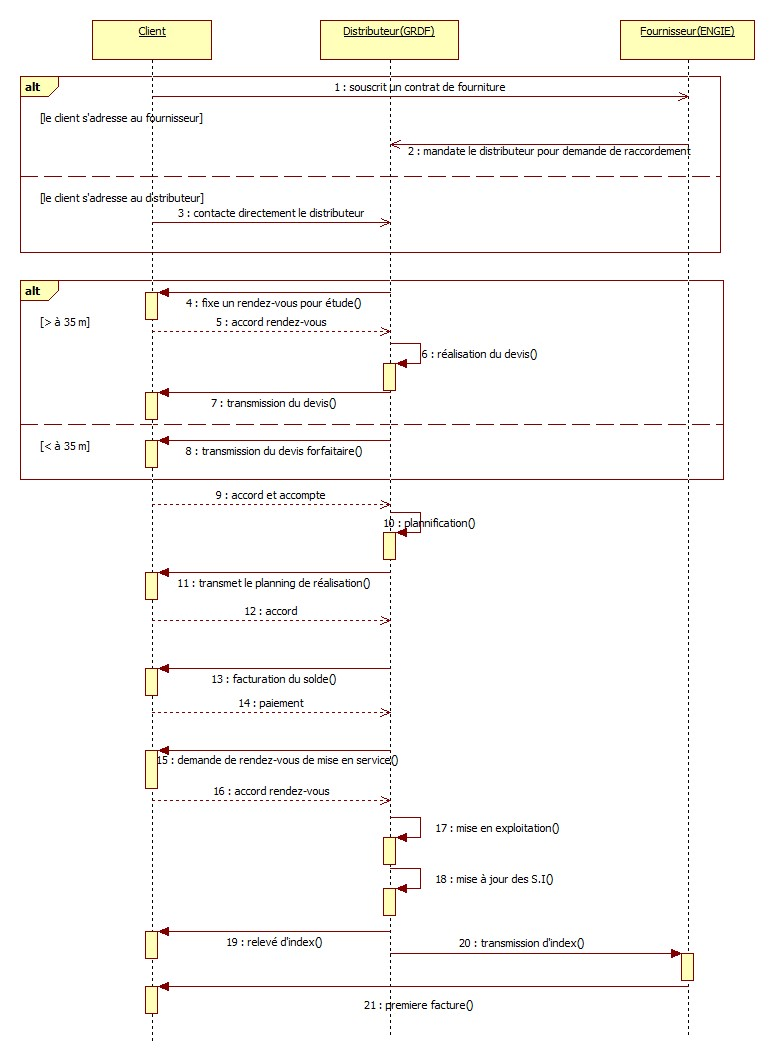 Client
Distributeur(GRDF)
Fournisseur(ENGIE)
alt
1 : souscrit un contrat de fourniture
[le client s'adresse au fournisseur]
2 : mandate le distributeur pour demande de raccordement
[le client s'adresse au distributeur]
3 : contacte directement le distributeur
alt
4 : fixe un rendez-vous pour étude()
[> à 35 m]
5 : accord rendez-vous
6 : réalisation du devis()
7 : transmission du devis()
[< à 35 m]
8 : transmission du devis forfaitaire()
9 : accord et accompte
10 : plannification()
11 : transmet le planning de réalisation()
12 : accord
13 : facturation du solde()
14 : paiement
15 : demande de rendez-vous de mise en service()
16 : accord rendez-vous
17 : mise en exploitation()
18 : mise à jour des S.I()
19 : relevé d'index()
20 : transmission d'index()
21 : premiere facture()